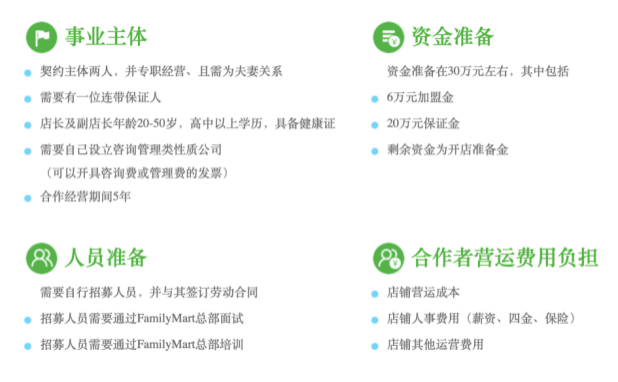 事业主体
契约主体两人，并专职经营、且需为夫妻关系
需要有一位连带保证人
店长及副店长年龄20-50岁，高中以上学历，具备健康证
需要自己设立咨询管理类性质公司
（可以开具咨询费或管理费的发票）
合作经营期间5年
资金准备
资金准备在30万元左右，其中包括
6万元加盟金
20万元保证金
剩余资金为开店准备金
人员准备
需要自行招募人员，并与其签订劳动合同
招募人员需要通过FamilyMart总部面试
招募人员需要通过FamilyMart总部培训
合作者营运费用负担
店铺营运成本
店铺人事费用（薪资、四金、保险）
店铺其他运营费用